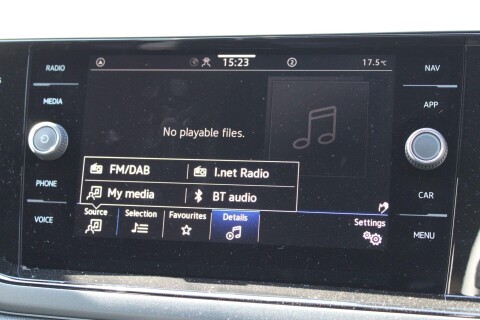 RADIO
15:23
2
17.5°C
NAV
MEDIA
APP
No playable files.
FM/DAB
I.net Radio
My media
BT audio
PHONE
CAR
Source
Selection
Favourites
Details
Settings
VOICE
MENU